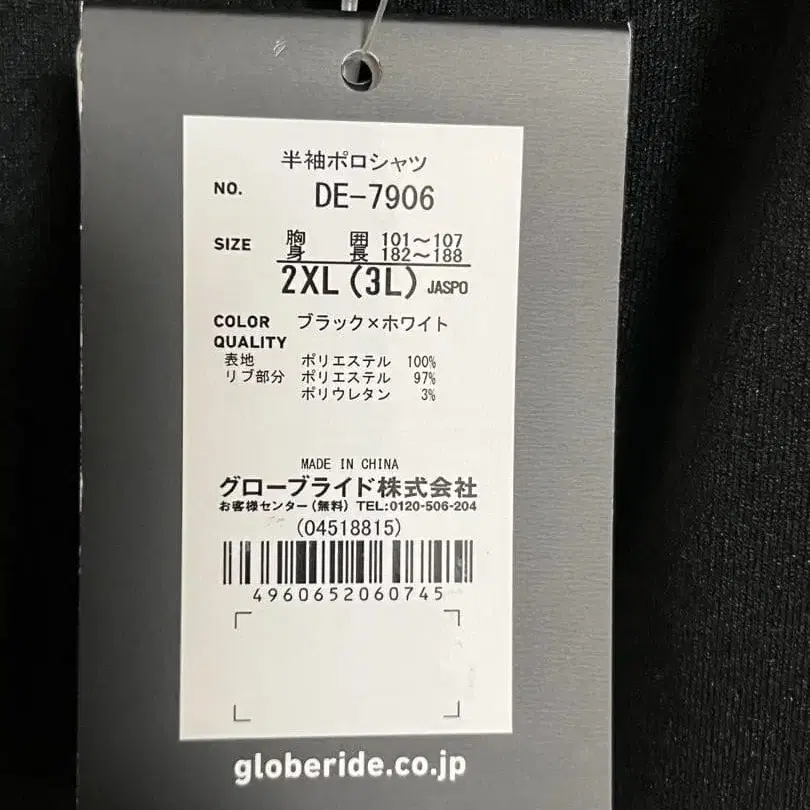 半袖ポロシャツ
NO. DE-7906
SIZE 胸 囲 101～107
身 長 182～188
2XL(3L) JASPO
COLOR ブラック×ホワイト
QUALITY
表地 ポリエステル 100%
リブ部分 ポリエステル 97%
ポリウレタン 3%
MADE IN CHINA
グローブライド株式会社
お客様センター(無料) TEL:0120-506-204
(04518815)
4960652060745
globeride.co.jp